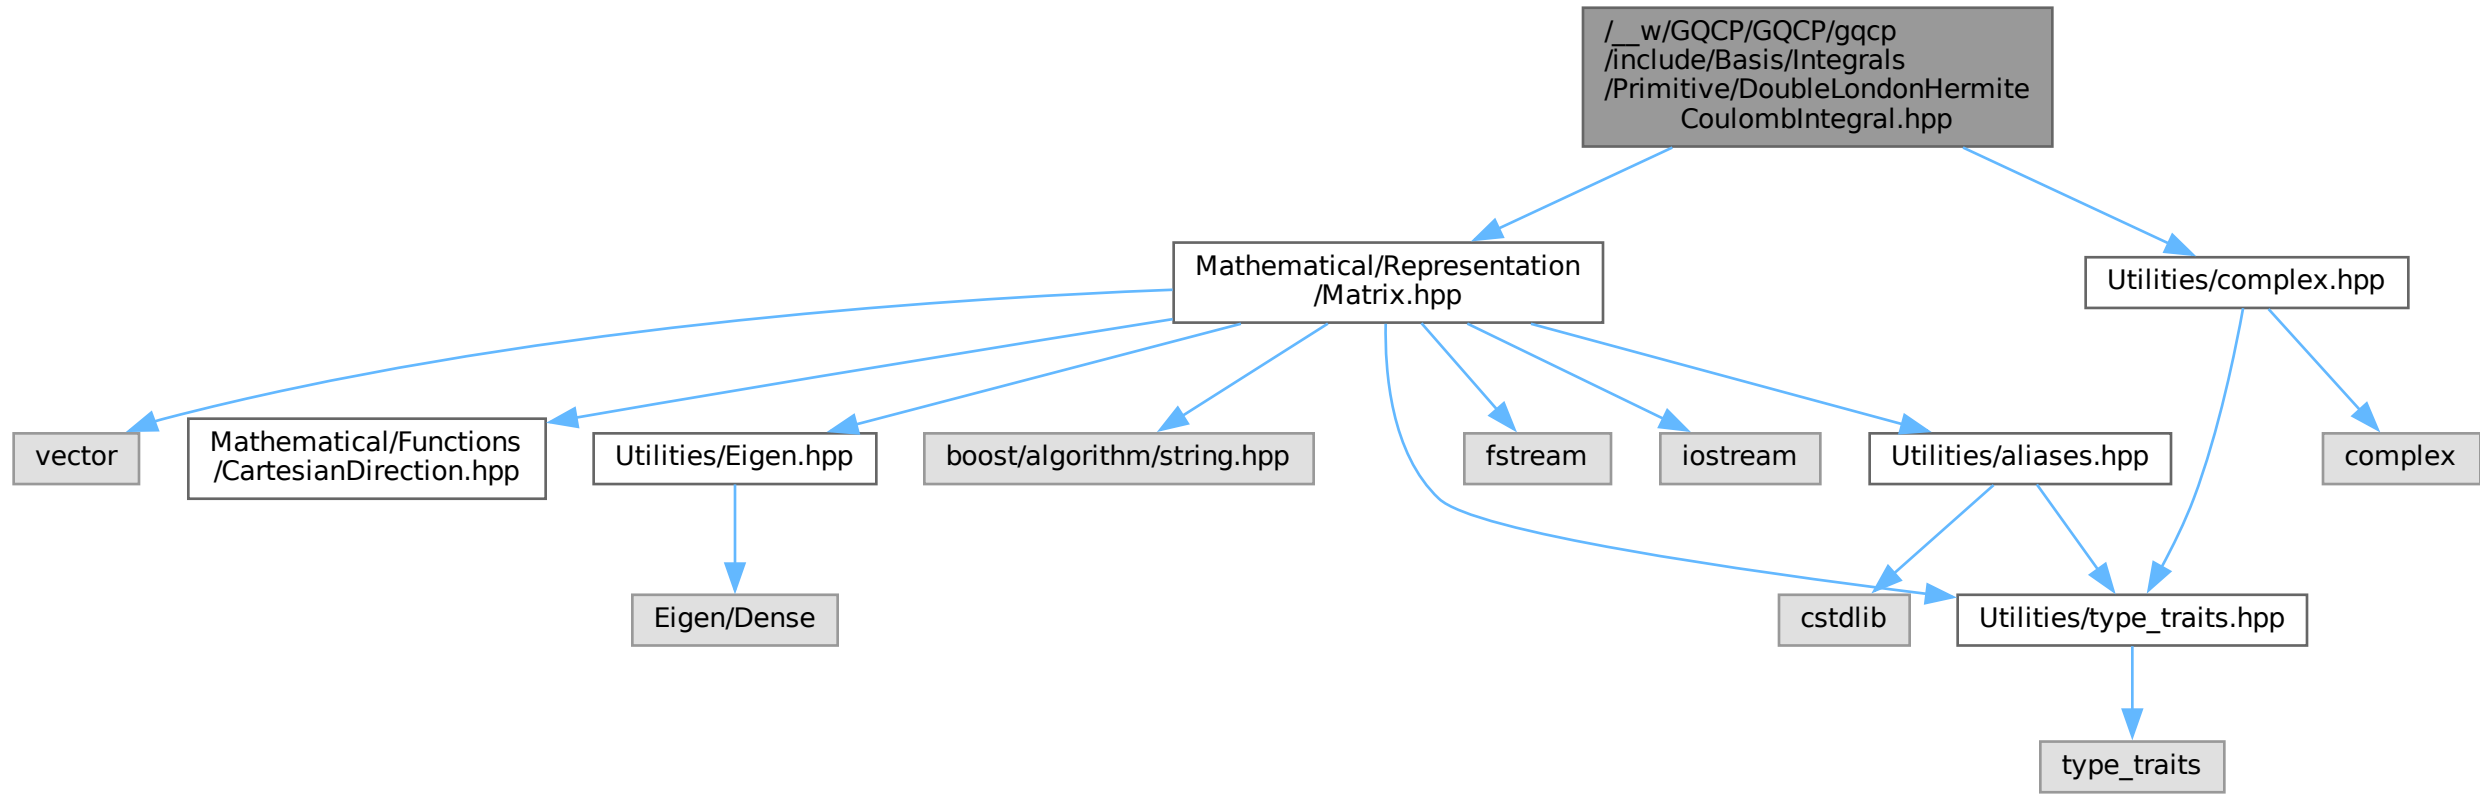 /__w/GQCP/GQCP/gqcp
/include/Basis/Integrals
/Primitive/DoubleLondonHermite
CoulombIntegral.hpp
Mathematical/Representation
/Matrix.hpp
Utilities/complex.hpp
vector
Mathematical/Functions
/CartesianDirection.hpp
Utilities/Eigen.hpp
boost/algorithm/string.hpp
fstream
iostream
Utilities/aliases.hpp
complex
Eigen/Dense
cstdlib
Utilities/type_traits.hpp
type_traits